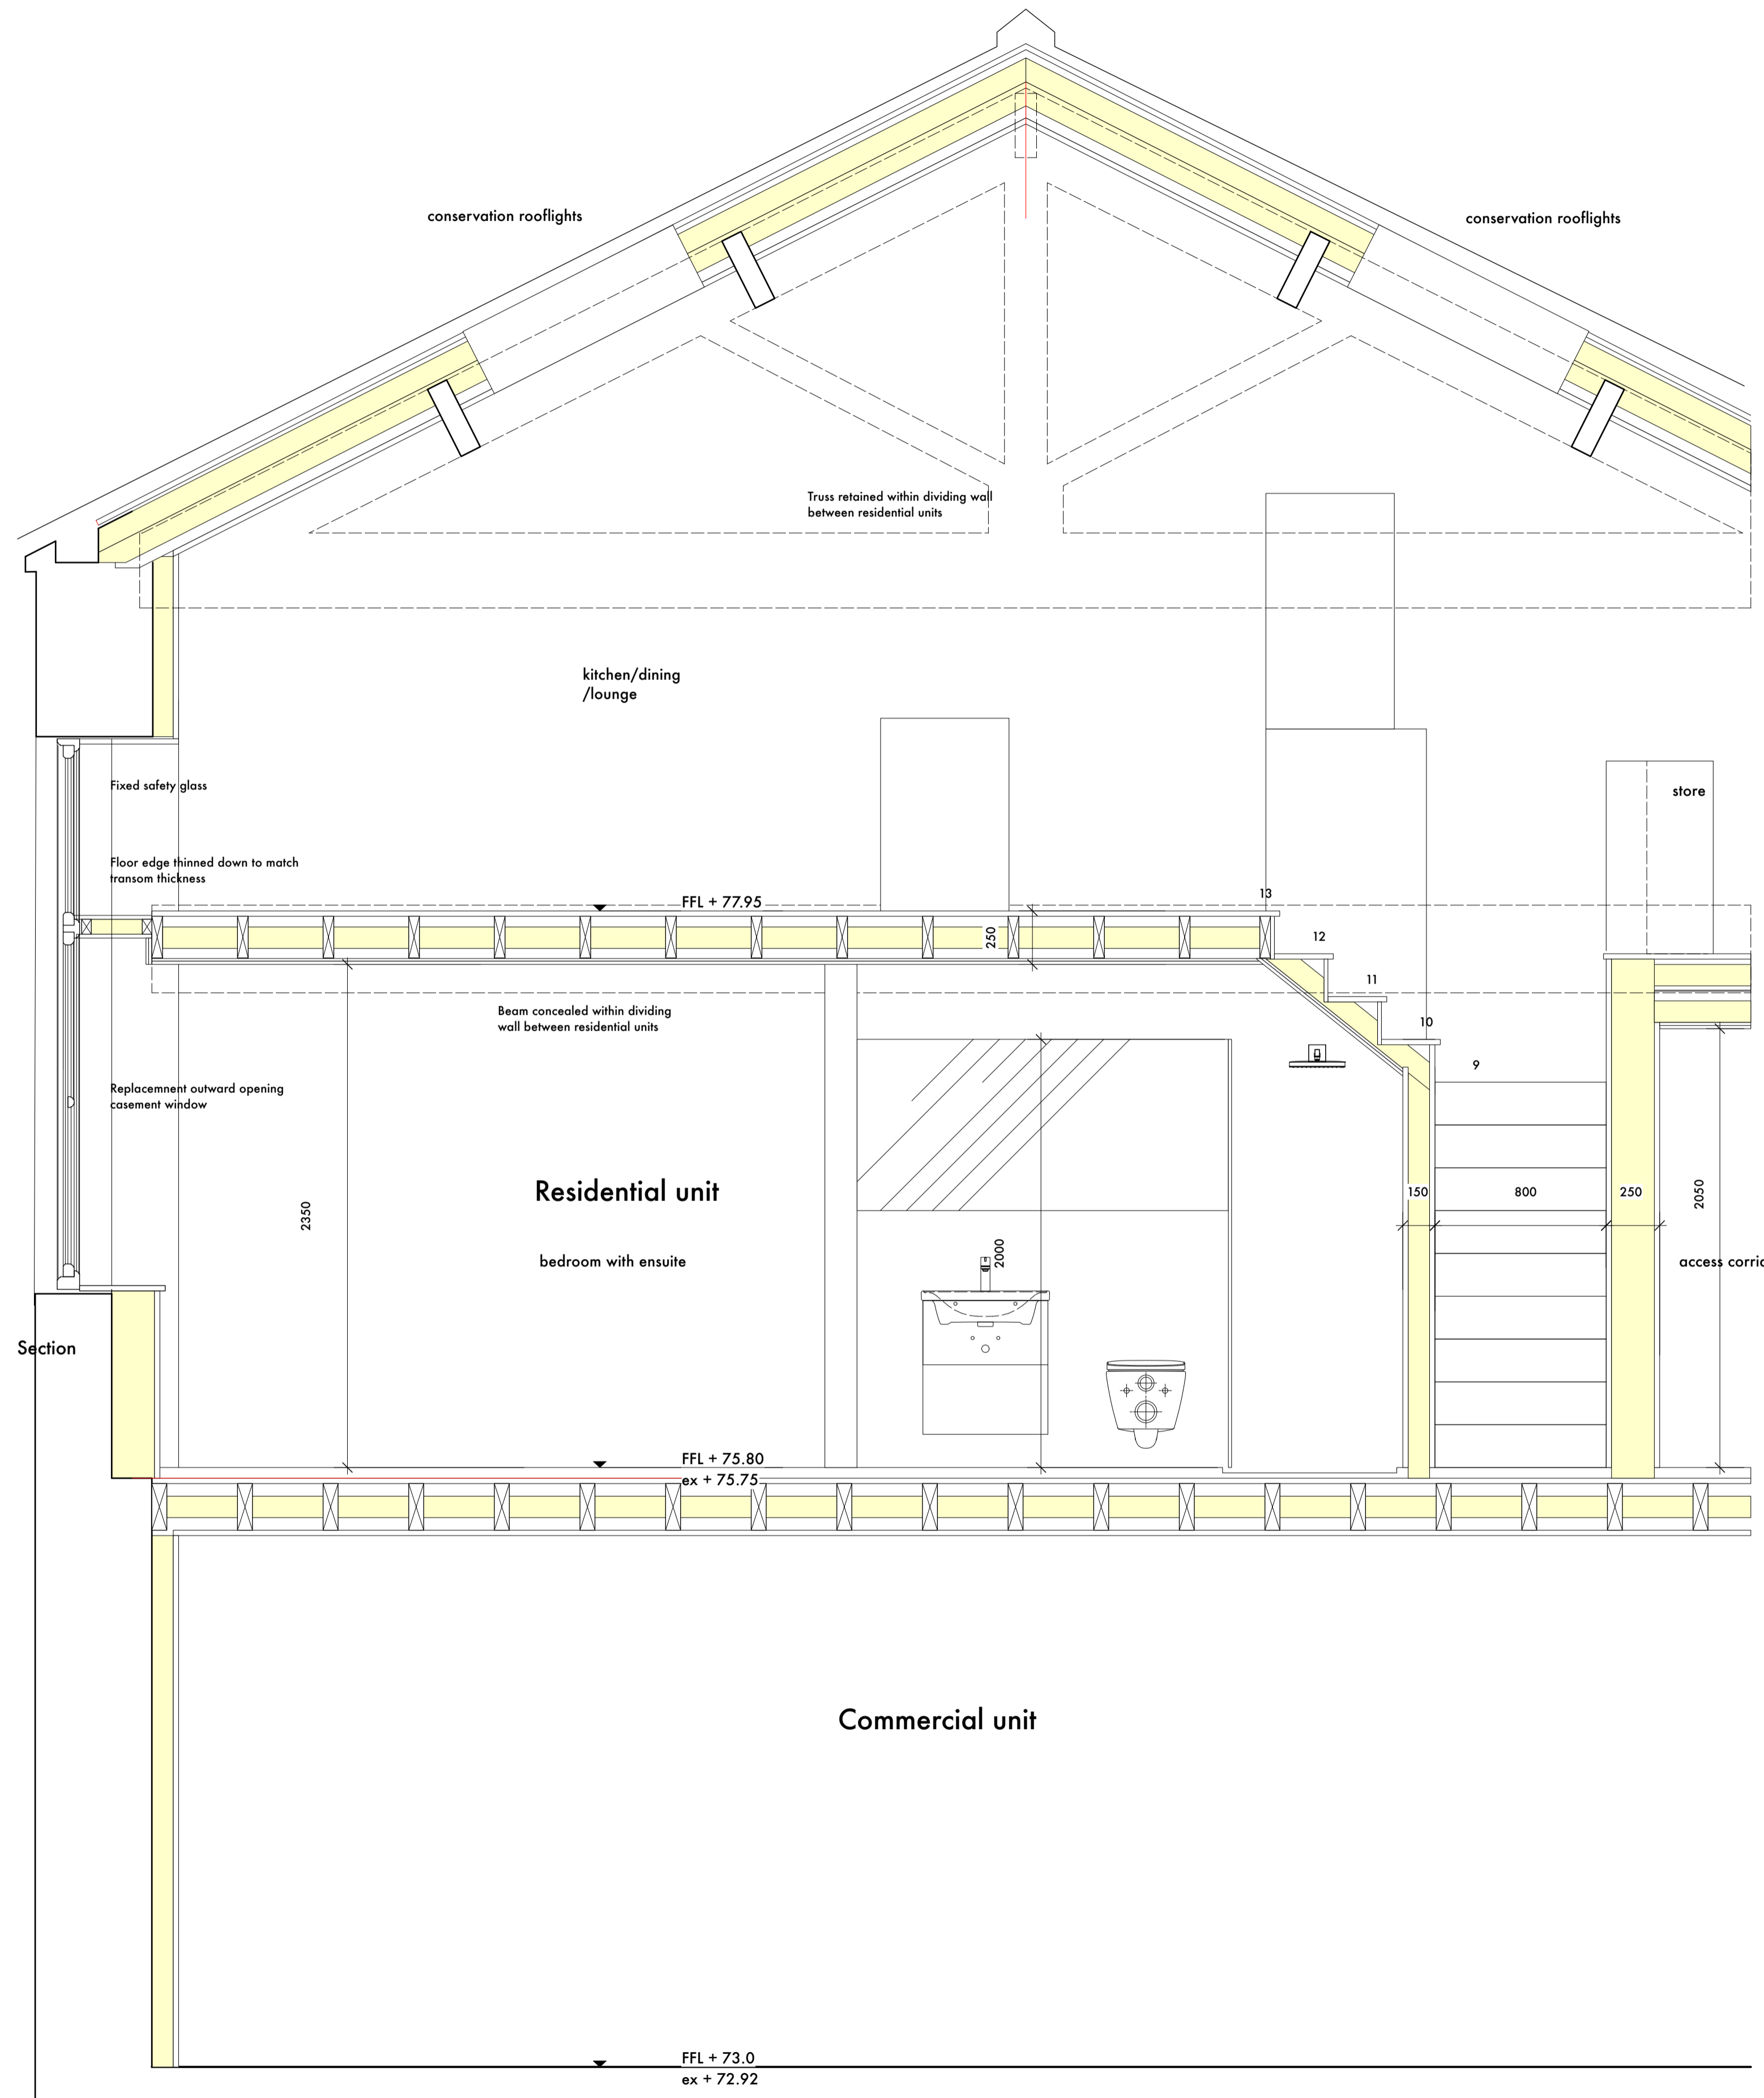 conservation rooflights
conservation rooflights
Truss retained within dividing wall
between residential units
kitchen/dining
/lounge
Fixed safety glass
store
Floor edge thinned down to match
transom thickness
FFL + 77.95
13
250
12
11
Beam concealed within dividing
wall between residential units
10
9
Replacemnent outward opening
casement window
Residential unit
150
800
250
2050
2350
2000
bedroom with ensuite
access corric
Section
FFL + 75.80
ex + 75.75
Commercial unit
FFL + 73.0
ex + 72.92